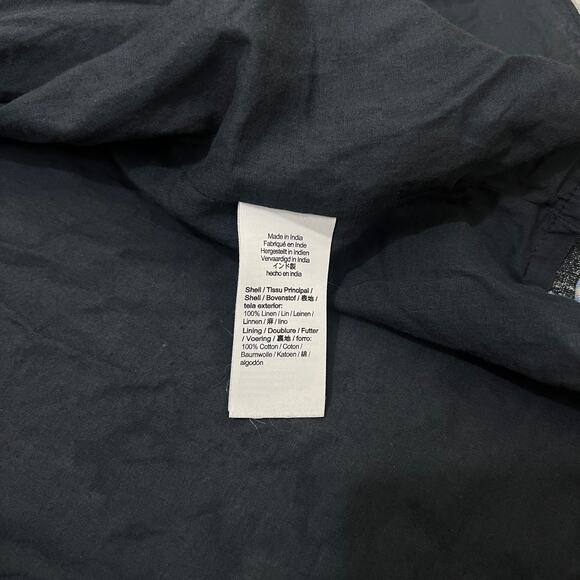 Made in India
Fabriqué en Inde
Hergestellt in Indien
Vervaardigd in India
インド製
hecho en india
Shell / Tissu Principal /
Shell / Bovenstof / 表地 /
tela exterior:
100% Linen / Lin / Leinen /
Linnen / 麻 / lino
Lining / Doublure / Futter
/ Voering / 裏地 / forro:
100% Cotton / Coton /
Baumwolle / Katoen / 綿 /
algodón